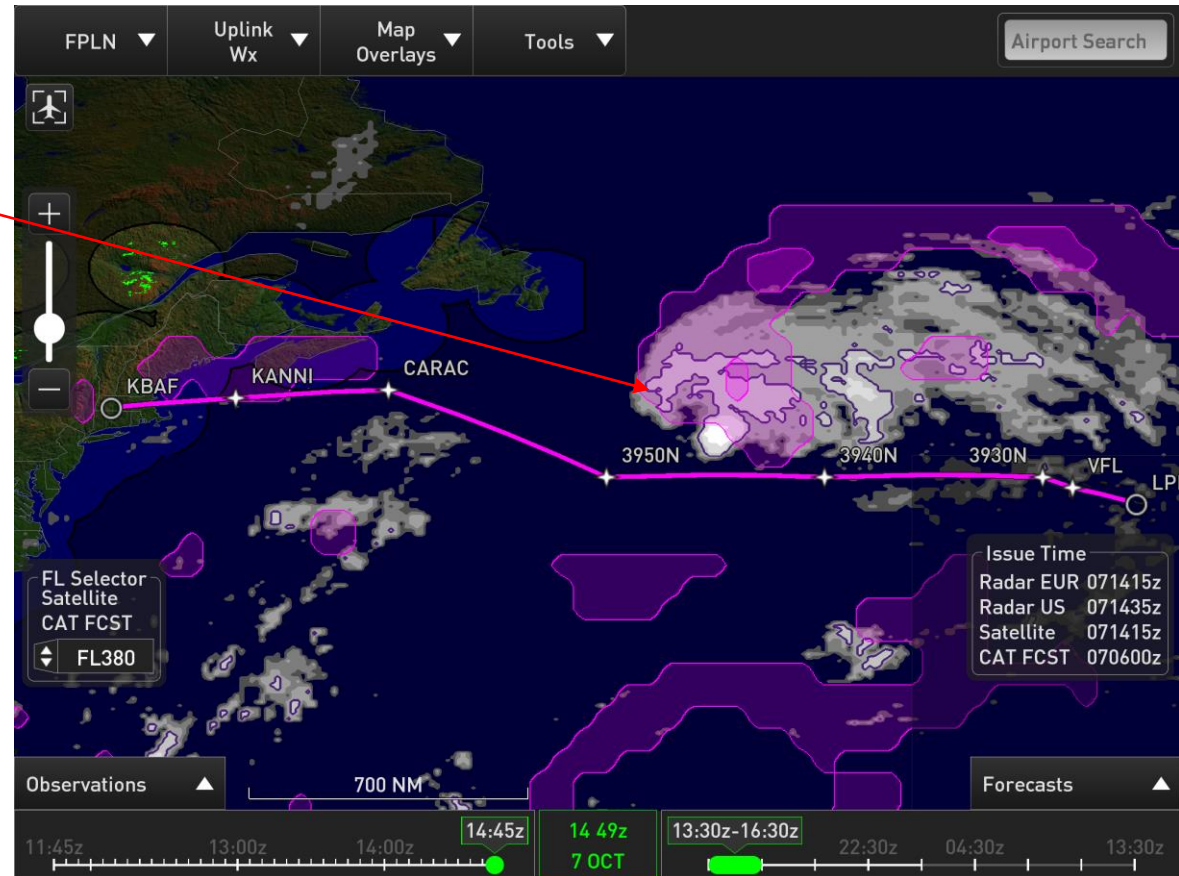 FPLN
Uplink
Wx
Map
Overlays
Tools
Airport Search
KBAF
KANNI
CARAC
3950N
3940N
3930N
VFL
FL Selector
Satellite
CAT FCST
FL380
Issue Time
Radar EUR 071415z
Radar US 071435z
Satellite 071415z
CAT FCST 070600z
Observations
700 NM
Forecasts
11:45z
13:00z
14:00z
14:45z
14 49z
7 OCT
13:30z-16:30z
22:30z
04:30z
13:30z